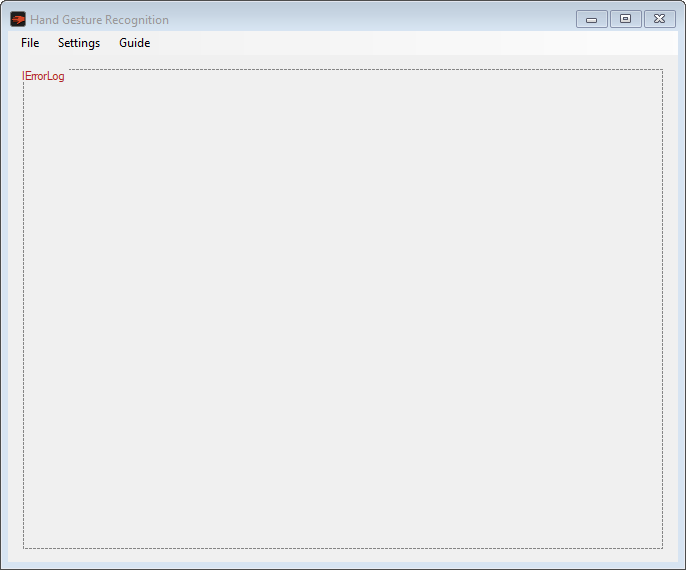 Hand Gesture Recognition
File Settings Guide
lErrorLog